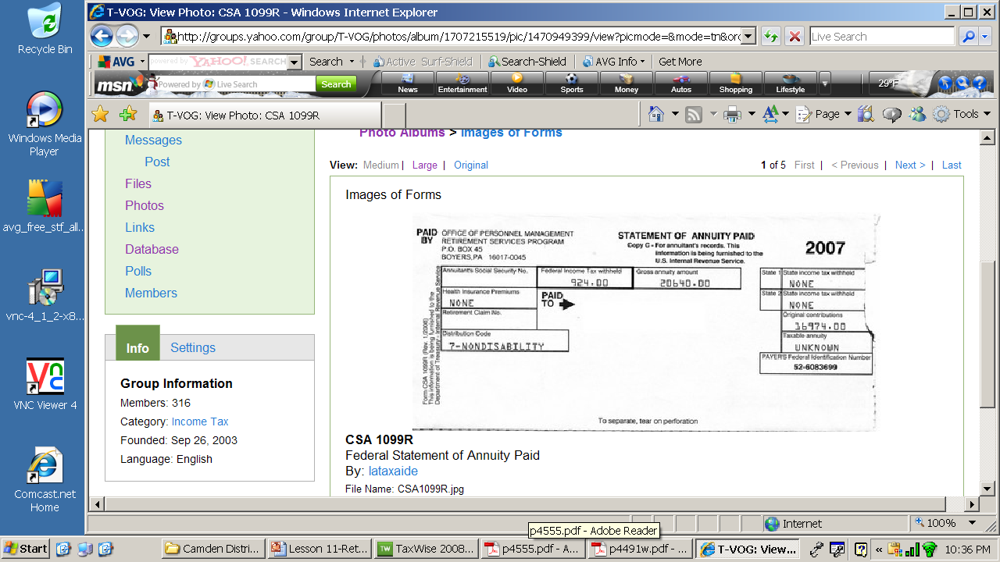 Recycle Bin
Windows Media
Player
avg_free_stf_all...
vnc-4_1_2-x8...
VNC Viewer 4
Comcast.net
Home
T-VOG: View Photo: CSA 1099R - Windows Internet Explorer
http://groups.yahoo.com/group/T-VOG/photos/album/1707215519/pic/1470949399/view?picmode=&mode=tn&or
Live Search
AVG
powered by YAHOO! SEARCH
Search
Active Surf-Shield
Search-Shield
AVG Info
Get More
msn
Powered by Live Search
Search
News
Entertainment
Video
Sports
Money
Autos
Shopping
Lifestyle
29°F
T-VOG: View Photo: CSA 1099R
Page
Tools
Messages
Post
Files
Photos
Links
Database
Polls
Members
Info
Settings
Group Information
Members: 316
Category: Income Tax
Founded: Sep 26, 2003
Language: English
Photo Albums > Images of Forms
View: Medium | Large | Original
1 of 5 First | < Previous | Next > | Last
Images of Forms
PAID
BY
OFFICE OF PERSONNEL MANAGEMENT
RETIREMENT SERVICES PROGRAM
P.O. BOX 45
BOYERS,PA 16017-0045
STATEMENT OF ANNUITY PAID
Copy C - For annuitant's records. This
information is being furnished to the
U.S. Internal Revenue Service.
2007
Annuitant's Social Security No.
Federal Income Tax withheld
924.00
Gross annuity amount
20640.00
State 1
State income tax withheld
NONE
Health Insurance Premiums
NONE
PAID
TO
State 2
State income tax withheld
NONE
Retirement Claim No.
Original contributions
16974.00
Distribution Code
7-NONDISABILITY
Taxable annuity
UNKNOWN
PAYER'S Federal Identification Number
52-6083699
Form CSA 1099R (Rev. 1/2006)
This information is being furnished to the
Department of Treasury - Internal Revenue Service
To separate, tear on perforation
CSA 1099R
Federal Statement of Annuity Paid
By: lataxaide
File Name: CSA1099R.jpg
Internet
100%
p4555.pdf - Adobe Reader
Start
Camden Distri...
Lesson 11-Rat...
TaxWise 2008...
p4555.pdf - A...
p4491w.pdf - ...
T-VOG: View...
10:36 PM